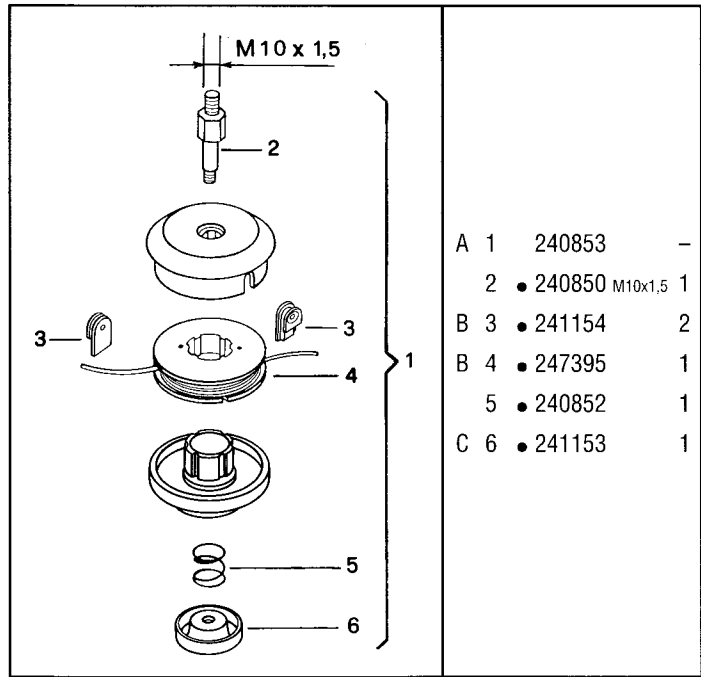 M10 x 1,5
2
3
3
1
4
5
6
A 1 240853 –
2 • 240850 M10x1,5 1
B 3 • 241154 2
B 4 • 247395 1
5 • 240852 1
C 6 • 241153 1